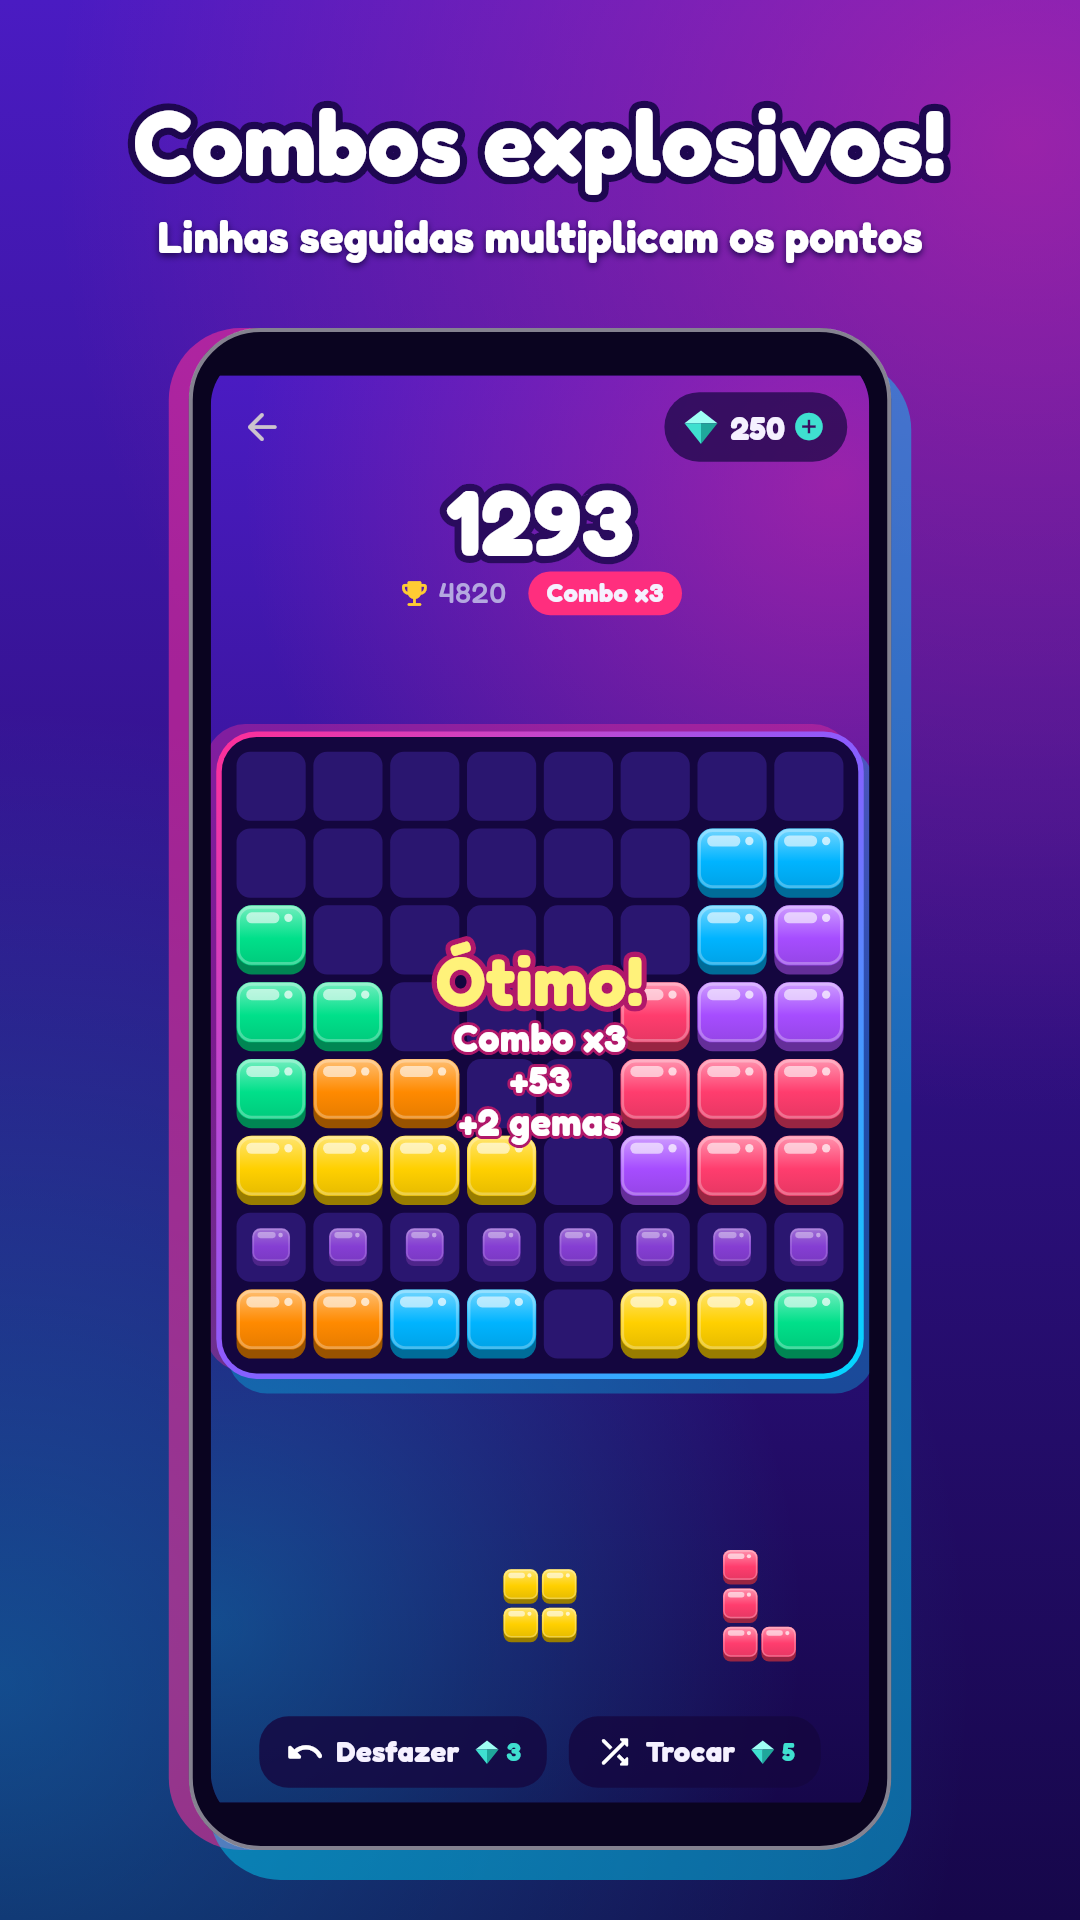 Combos explosivos!
Linhas seguidas multiplicam os pontos
250
1293
4820 Combo x3
Ótimo!
Combo x3
+53
+2 gemas
Desfazer 3 Trocar 5